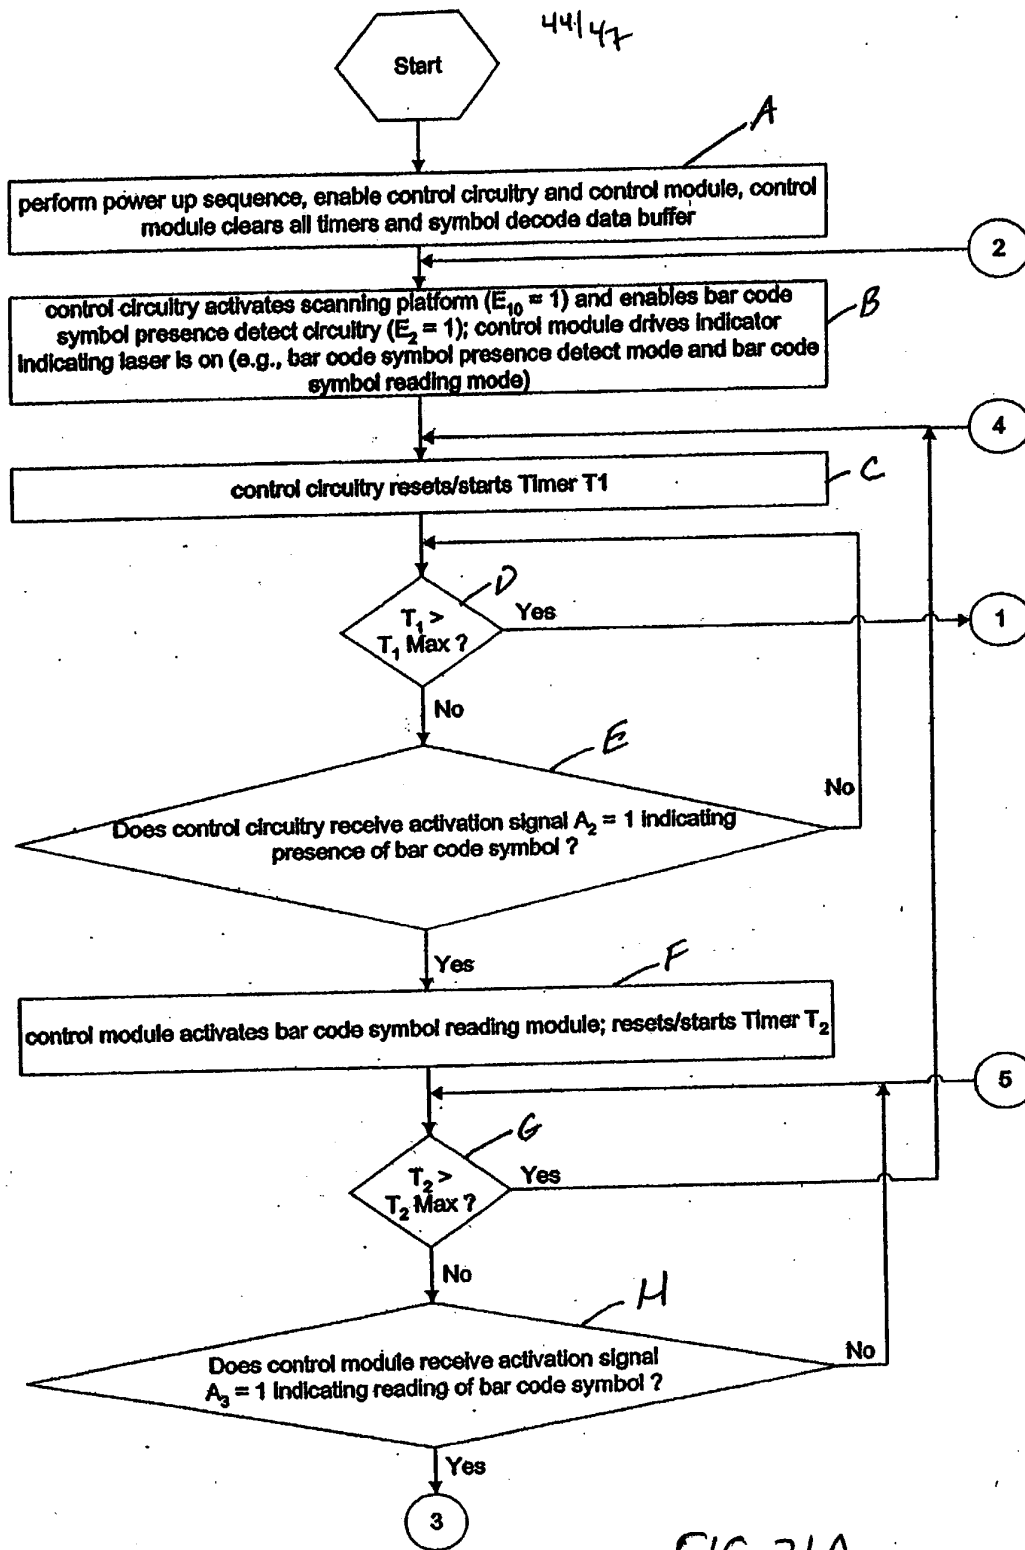 44/47
Start
A
perform power up sequence, enable control circuitry and control module, control
module clears all timers and symbol decode data buffer
2
control circuitry activates scanning platform (E10 = 1) and enables bar code
symbol presence detect circuitry (E2 = 1); control module drives indicator
indicating laser is on (e.g., bar code symbol presence detect mode and bar code
symbol reading mode)
B
4
control circuitry resets/starts Timer T1
C
D
T1 >
T1 Max ?
Yes
1
No
E
Does control circuitry receive activation signal A2 = 1 indicating
presence of bar code symbol ?
No
Yes
F
control module activates bar code symbol reading module; resets/starts Timer T2
5
G
T2 >
T2 Max ?
Yes
No
H
Does control module receive activation signal
A3 = 1 indicating reading of bar code symbol ?
No
Yes
3